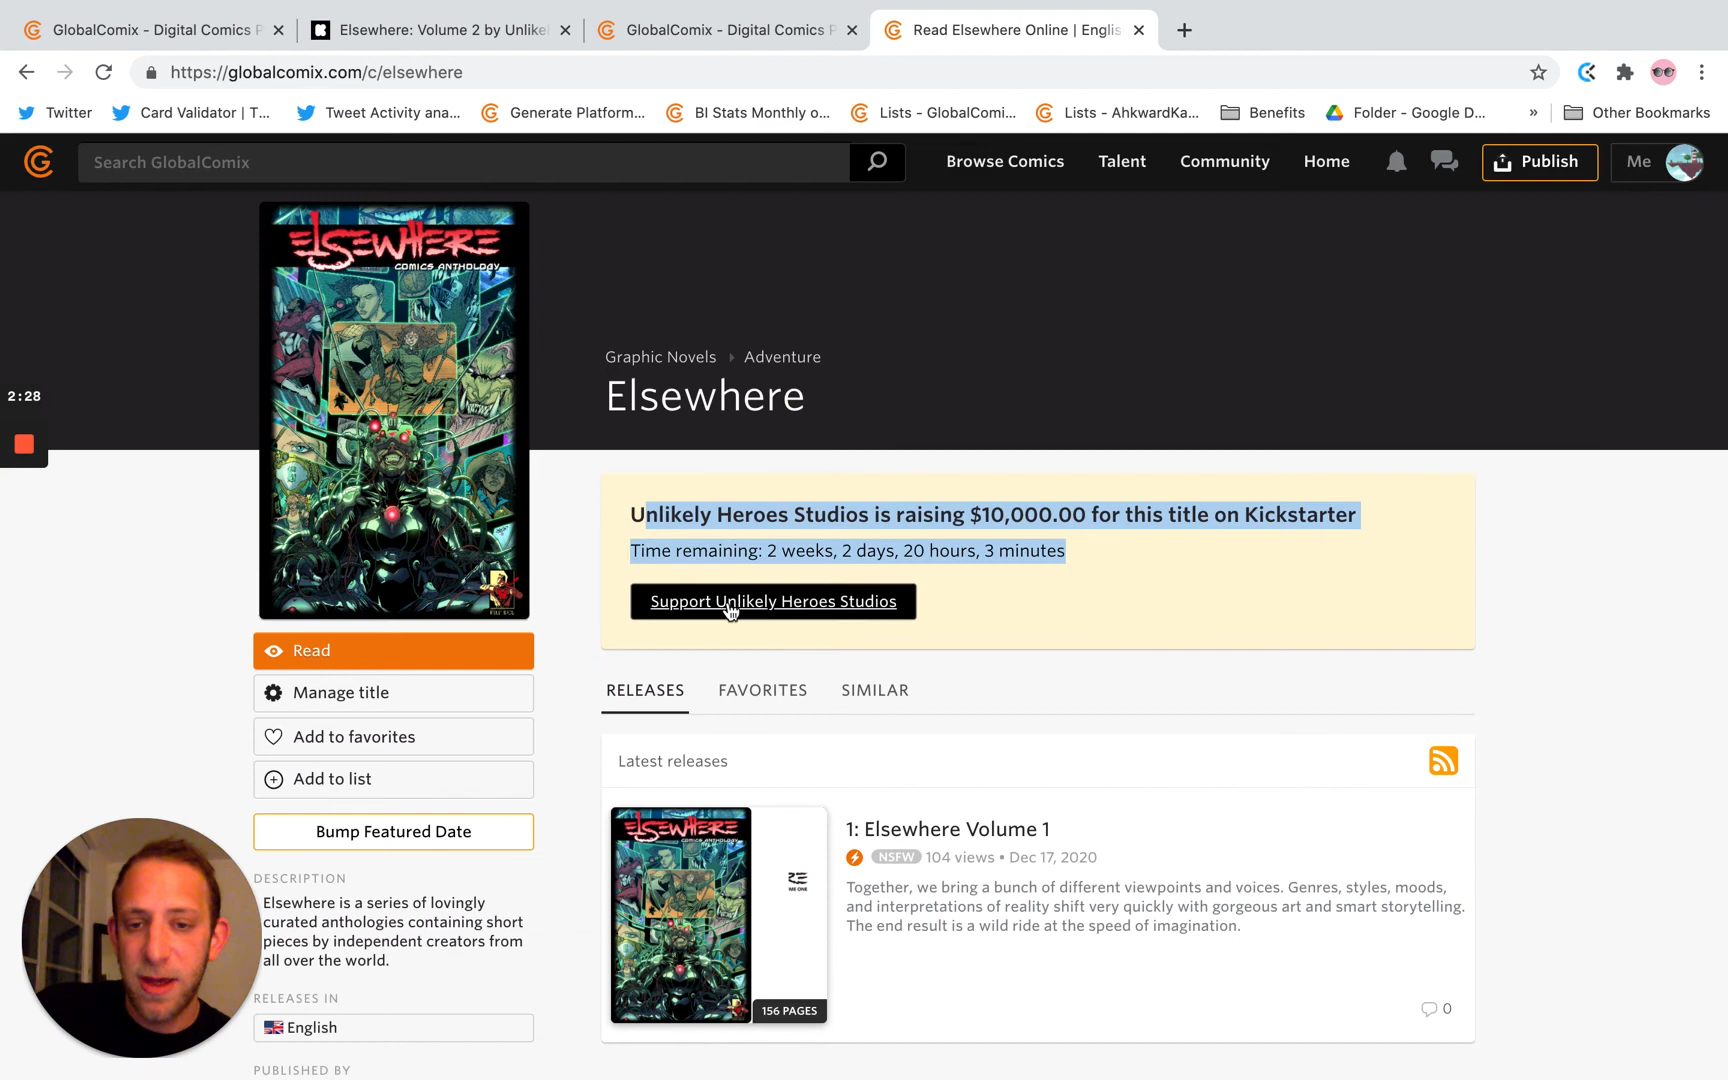 GlobalComix - Digital Comics P
Elsewhere: Volume 2 by Unlikel
GlobalComix - Digital Comics P
Read Elsewhere Online | Englis
https://globalcomix.com/c/elsewhere
Twitter
Card Validator | T...
Tweet Activity ana...
Generate Platform...
BI Stats Monthly o...
Lists - GlobalComi...
Lists - AhkwardKa...
Benefits
Folder - Google D...
»
Other Bookmarks
Search GlobalComix
Browse Comics
Talent
Community
Home
Publish
Me
ELSEWHERE
COMICS ANTHOLOGY
Graphic Novels
Adventure
Elsewhere
2:28
Unlikely Heroes Studios is raising $10,000.00 for this title on Kickstarter
Time remaining: 2 weeks, 2 days, 20 hours, 3 minutes
Support Unlikely Heroes Studios
Read
Manage title
Add to favorites
Add to list
Bump Featured Date
DESCRIPTION
Elsewhere is a series of lovingly
curated anthologies containing short
pieces by independent creators from
all over the world.
RELEASES IN
English
PUBLISHED BY
RELEASES
FAVORITES
SIMILAR
Latest releases
ELSEWHERE
156 PAGES
1: Elsewhere Volume 1
NSFW 104 views • Dec 17, 2020
Together, we bring a bunch of different viewpoints and voices. Genres, styles, moods,
and interpretations of reality shift very quickly with gorgeous art and smart storytelling.
The end result is a wild ride at the speed of imagination.
0